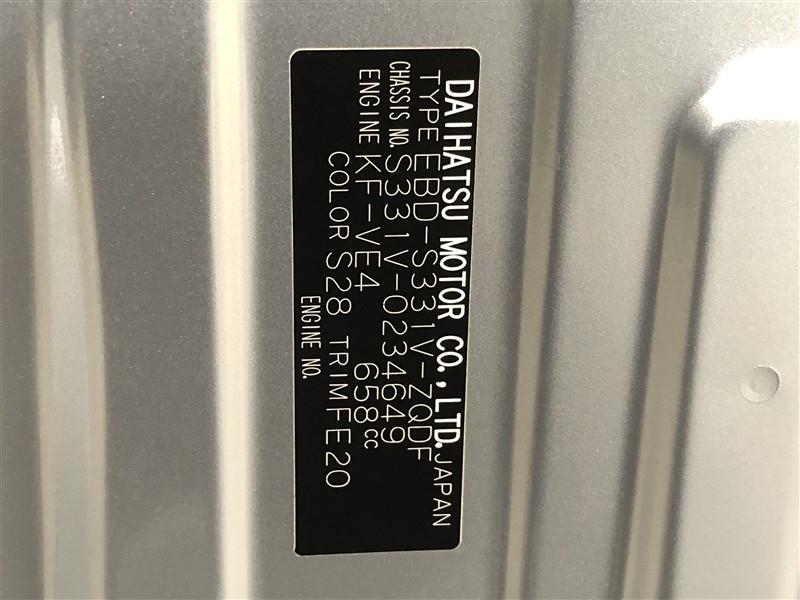 DAIHATSU MOTOR CO., LTD. JAPAN
TYPE EBD-S331V-ZQDF
CHASSIS NO. S331V-0234649
ENGINE KF-VE4 658cc
COLOR S28 TRIM FE20
ENGINE NO.